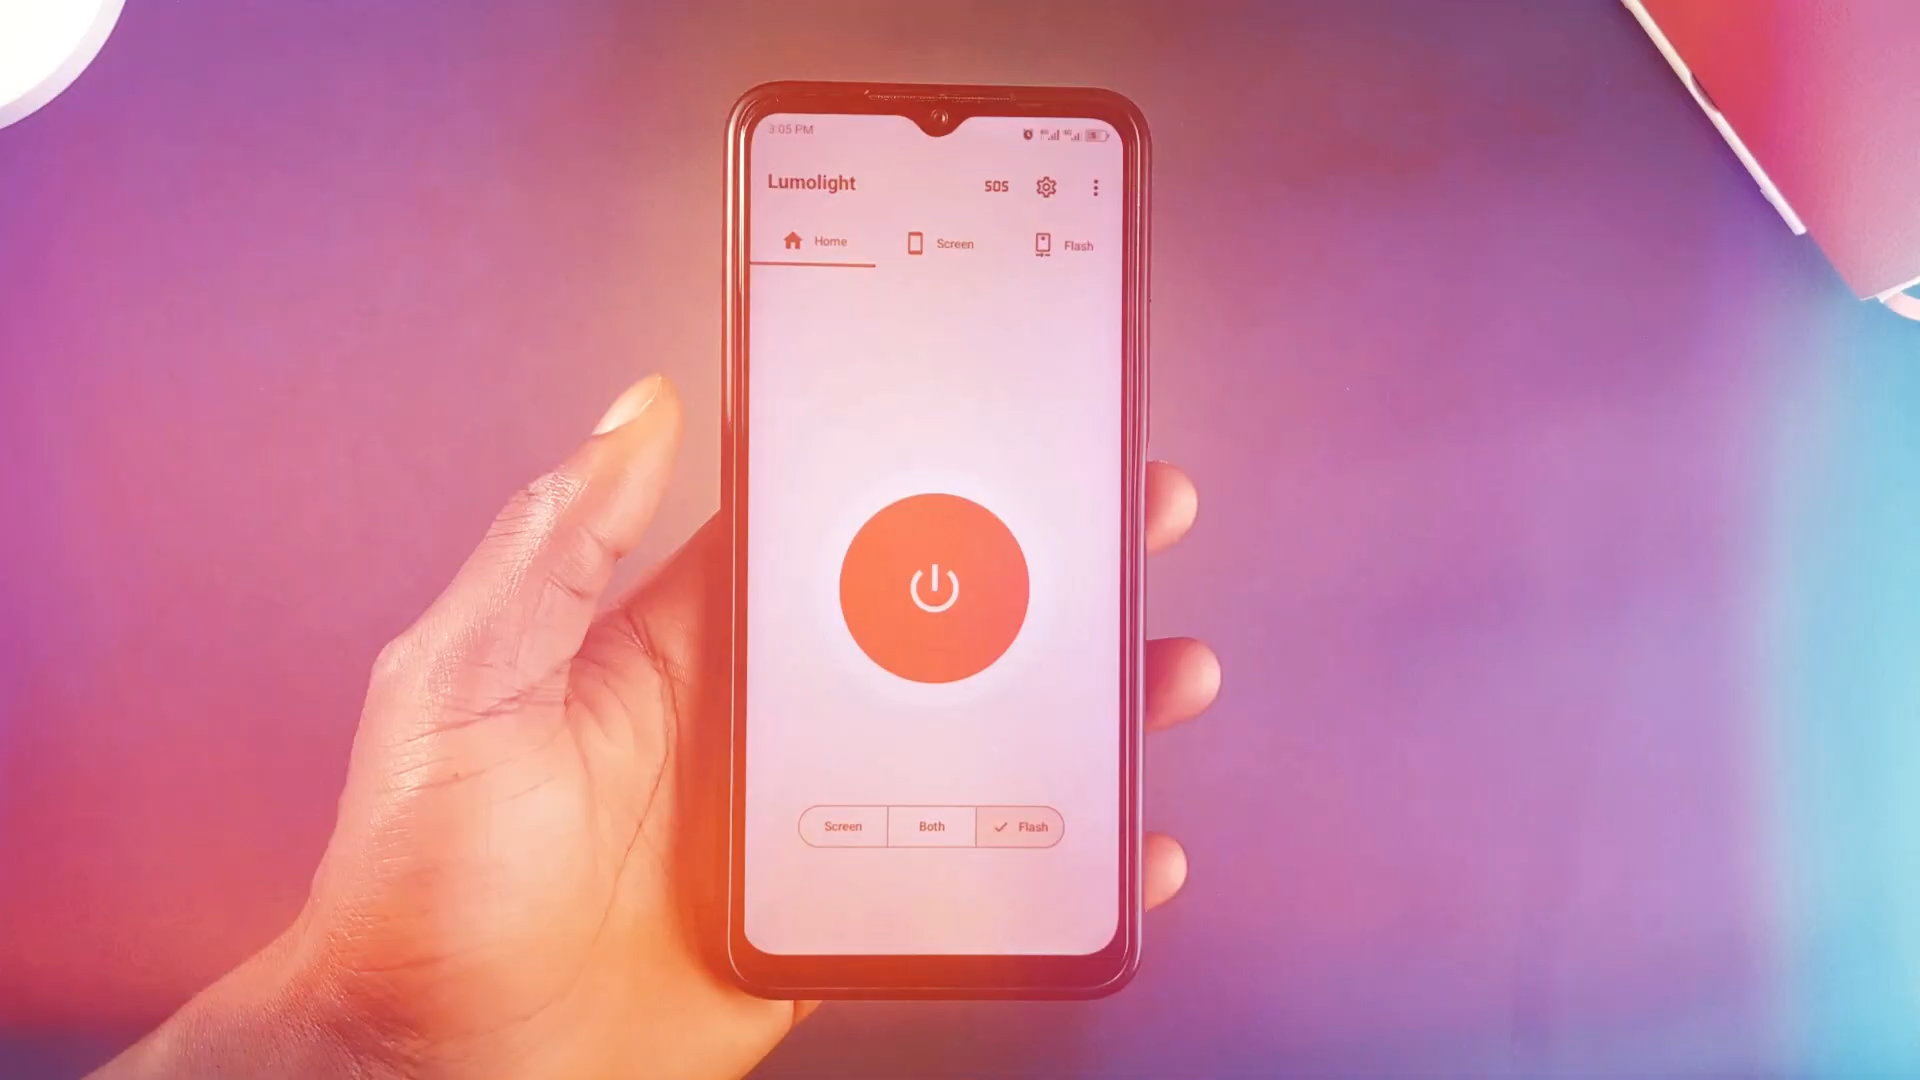 3:05 PM
Lumolight
SOS
Home
Screen
Flash
Screen
Both
Flash